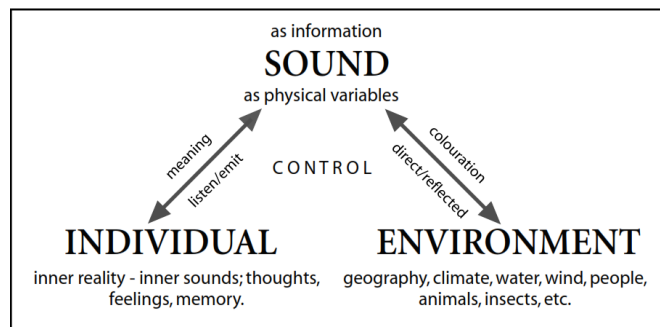 as information
SOUND
as physical variables
meaning
listen/emit
CONTROL
colouration
direct/reflected
INDIVIDUAL
inner reality - inner sounds; thoughts,
feelings, memory.
ENVIRONMENT
geography, climate, water, wind, people,
animals, insects, etc.